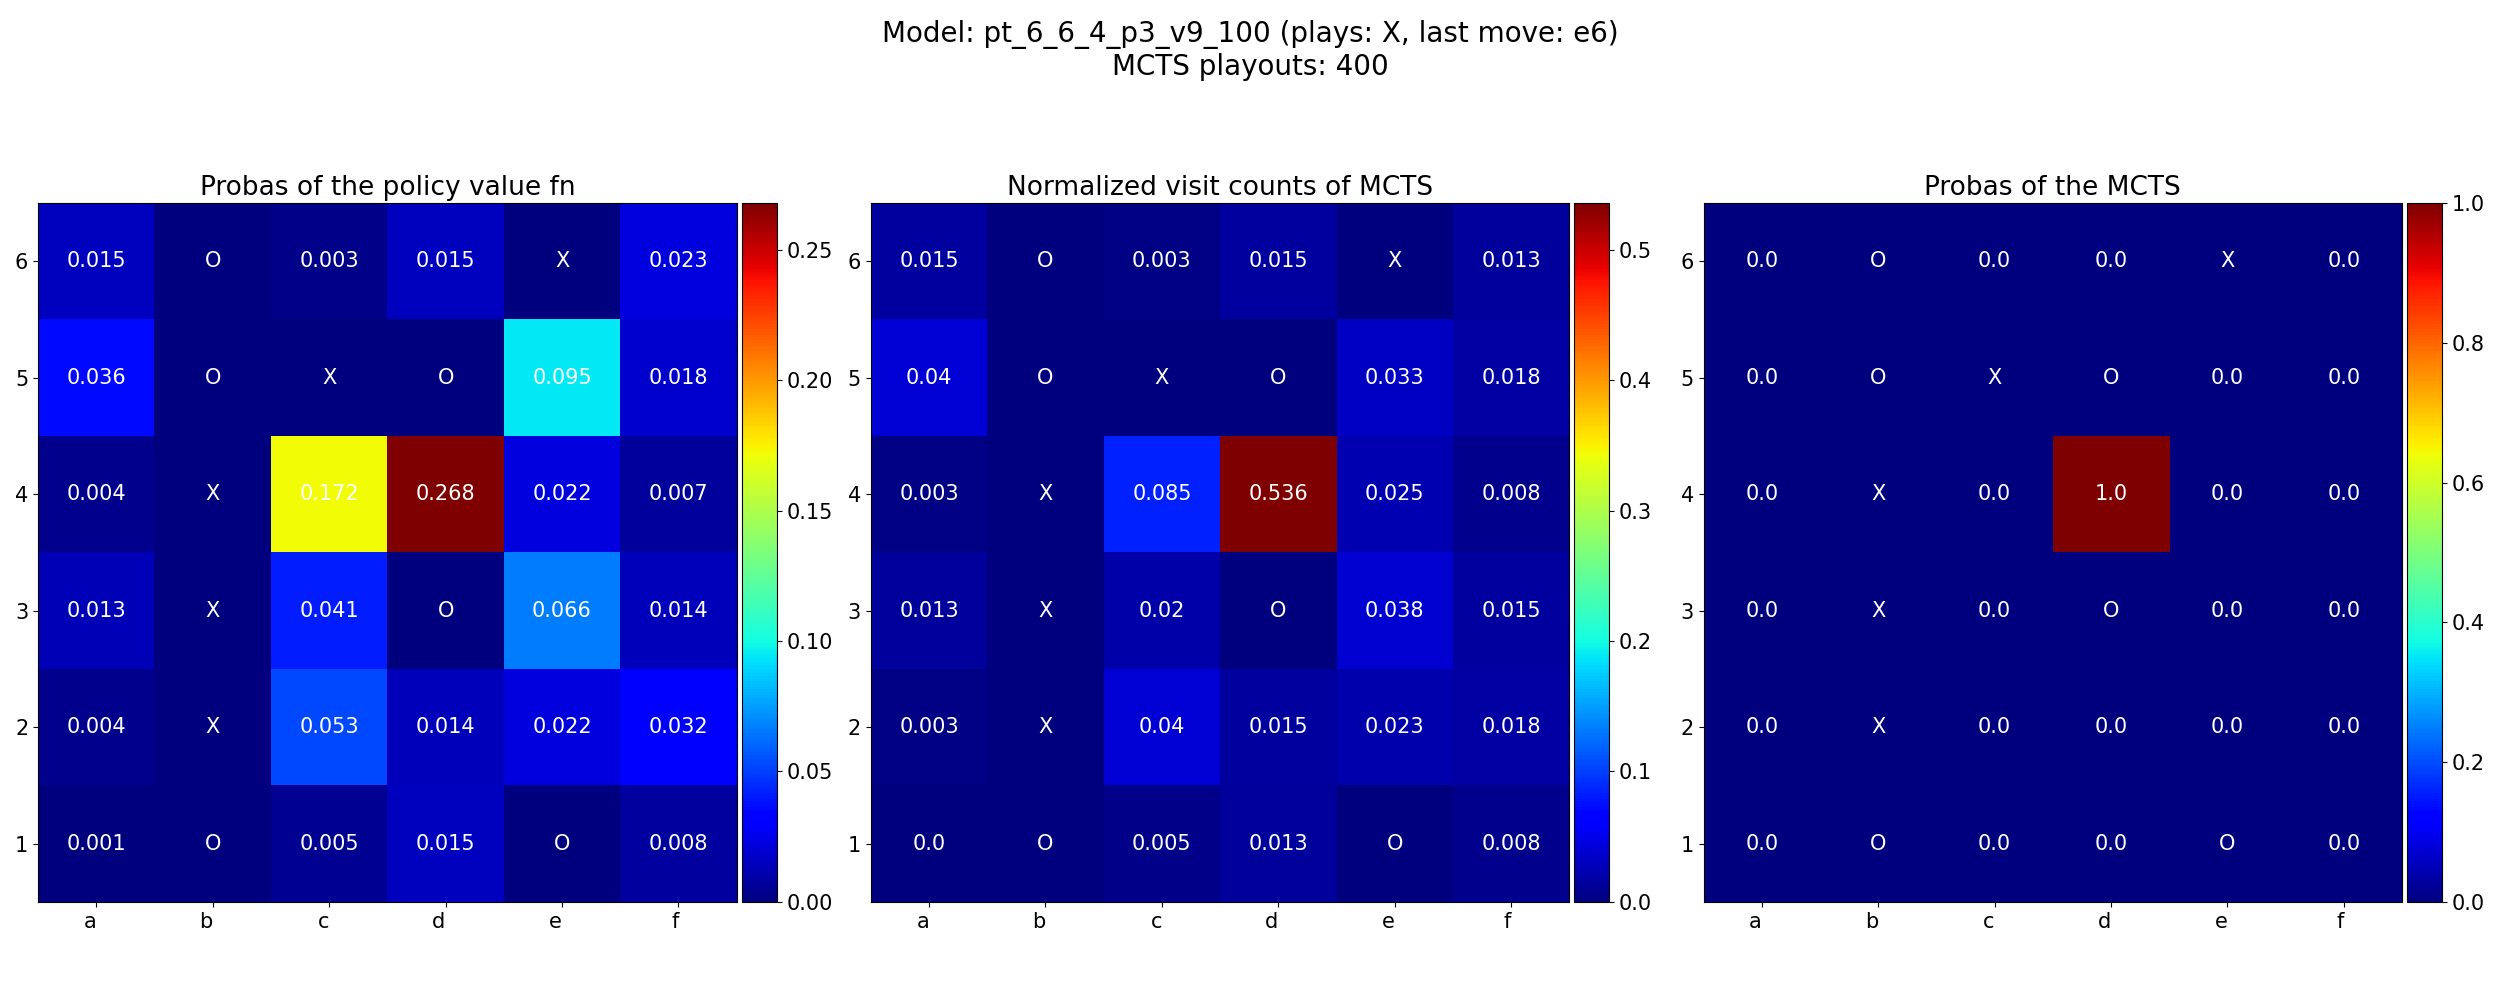 Model: pt_6_6_4_p3_v9_100 (plays: X, last move: e6)
MCTS playouts: 400
Probas of the policy value fn
6 0.015 O 0.003 0.015 X 0.023
5 0.036 O X O 0.095 0.018
4 0.004 X 0.172 0.268 0.022 0.007
3 0.013 X 0.041 O 0.066 0.014
2 0.004 X 0.053 0.014 0.022 0.032
1 0.001 O 0.005 0.015 O 0.008
a b c d e f
0.25
0.20
0.15
0.10
0.05
0.00
Normalized visit counts of MCTS
6 0.015 O 0.003 0.015 X 0.013
5 0.04 O X O 0.033 0.018
4 0.003 X 0.085 0.536 0.025 0.008
3 0.013 X 0.02 O 0.038 0.015
2 0.003 X 0.04 0.015 0.023 0.018
1 0.0 O 0.005 0.013 O 0.008
a b c d e f
0.5
0.4
0.3
0.2
0.1
0.0
Probas of the MCTS
6 0.0 O 0.0 0.0 X 0.0
5 0.0 O X O 0.0 0.0
4 0.0 X 0.0 1.0 0.0 0.0
3 0.0 X 0.0 O 0.0 0.0
2 0.0 X 0.0 0.0 0.0 0.0
1 0.0 O 0.0 0.0 O 0.0
a b c d e f
1.0
0.8
0.6
0.4
0.2
0.0